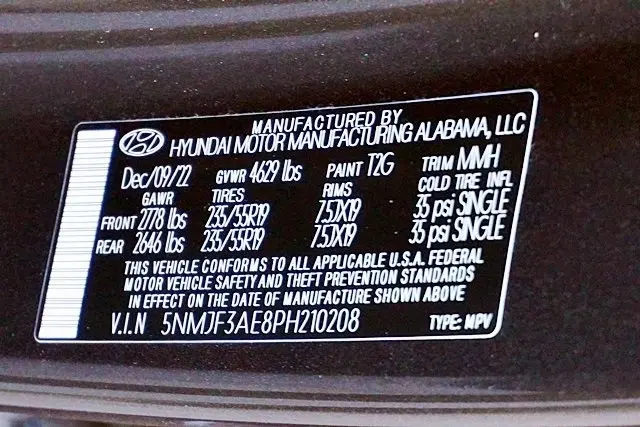 MANUFACTURED BY
HYUNDAI MOTOR MANUFACTURING ALABAMA, LLC
Dec/09/22 GVWR 4629 lbs PAINT T2G TRIM MMH
GAWR TIRES RIMS COLD TIRE INFL
FRONT 2778 lbs 235/55R19 7.5JX19 35 psi SINGLE
REAR 2646 lbs 235/55R19 7.5JX19 35 psi SINGLE
THIS VEHICLE CONFORMS TO ALL APPLICABLE U.S.A. FEDERAL
MOTOR VEHICLE SAFETY AND THEFT PREVENTION STANDARDS
IN EFFECT ON THE DATE OF MANUFACTURE SHOWN ABOVE
V.I.N 5NMJF3AE8PH210208 TYPE: MPV